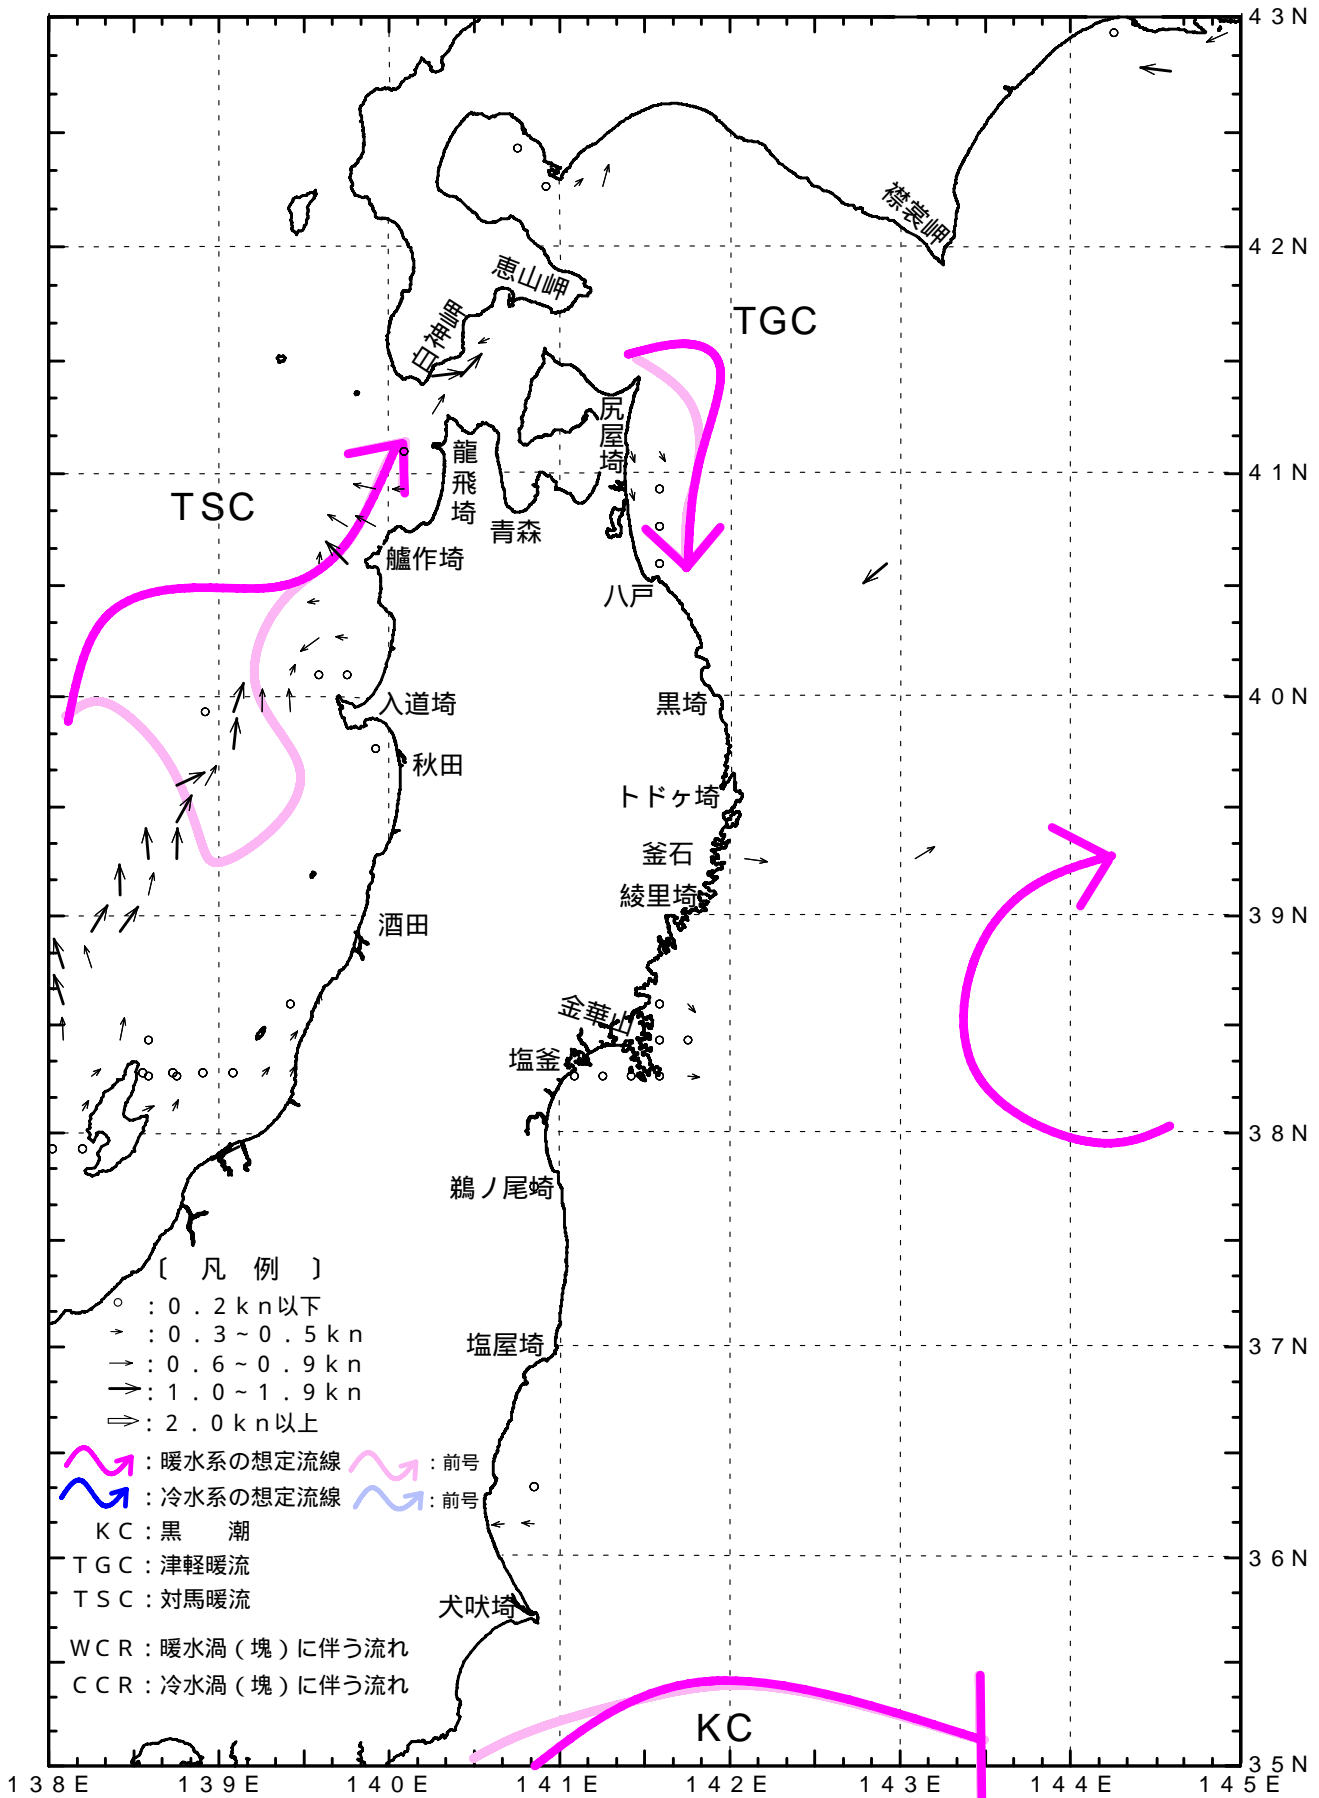 43N
襟裳岬
42N
恵山岬
白神岬
TGC
尻屋埼
龍飛埼
41N
TSC
青森
艫作埼
八戸
入道埼
黒埼
40N
秋田
トドヶ埼
釜石
綾里埼
39N
酒田
金華山
塩釜
38N
鵜ノ尾崎
〔 凡 例 〕
:0.2kn以下
:0.3~0.5kn
:0.6~0.9kn
:1.0~1.9kn
:2.0kn以上
塩屋埼
37N
:暖水系の想定流線 :前号
:冷水系の想定流線 :前号
KC:黒 潮
TGC:津軽暖流
TSC:対馬暖流
36N
犬吠埼
WCR:暖水渦(塊)に伴う流れ
CCR:冷水渦(塊)に伴う流れ
KC
35N
138E 139E 140E 141E 142E 143E 144E 145E